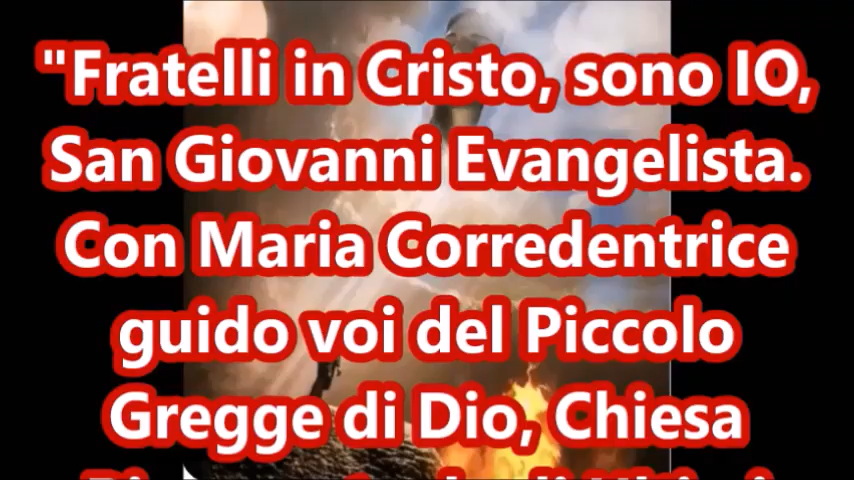 "Fratelli in Cristo, sono IO,
San Giovanni Evangelista.
Con Maria Corredentrice
guido voi del Piccolo
Gregge di Dio, Chiesa